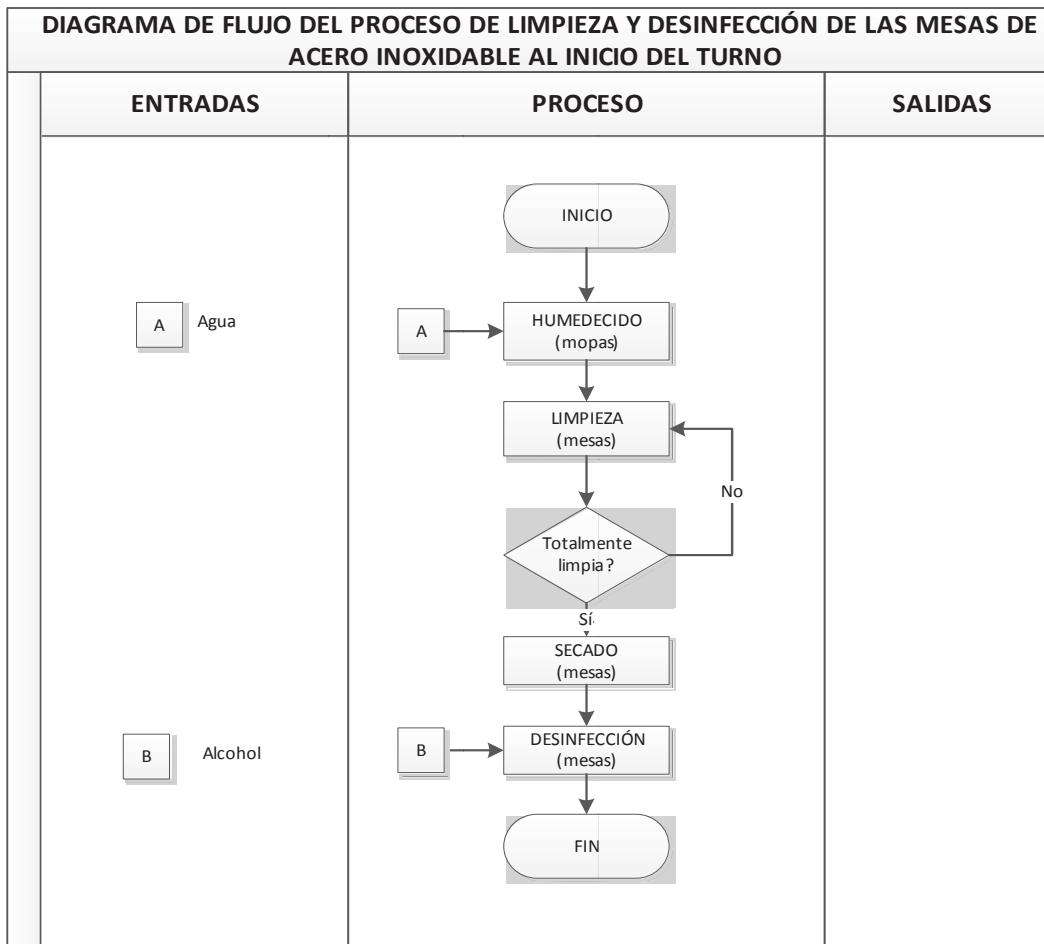 DIAGRAMA DE FLUJO DEL PROCESO DE LIMPIEZA Y DESINFECCIÓN DE LAS MESAS DE
ACERO INOXIDABLE AL INICIO DEL TURNO
ENTRADAS
PROCESO
SALIDAS
INICIO
A
Agua
A
HUMEDECIDO
(mopas)
LIMPIEZA
(mesas)
No
Totalmente
limpia?
Sí
SECADO
(mesas)
B
Alcohol
B
DESINFECCIÓN
(mesas)
FIN